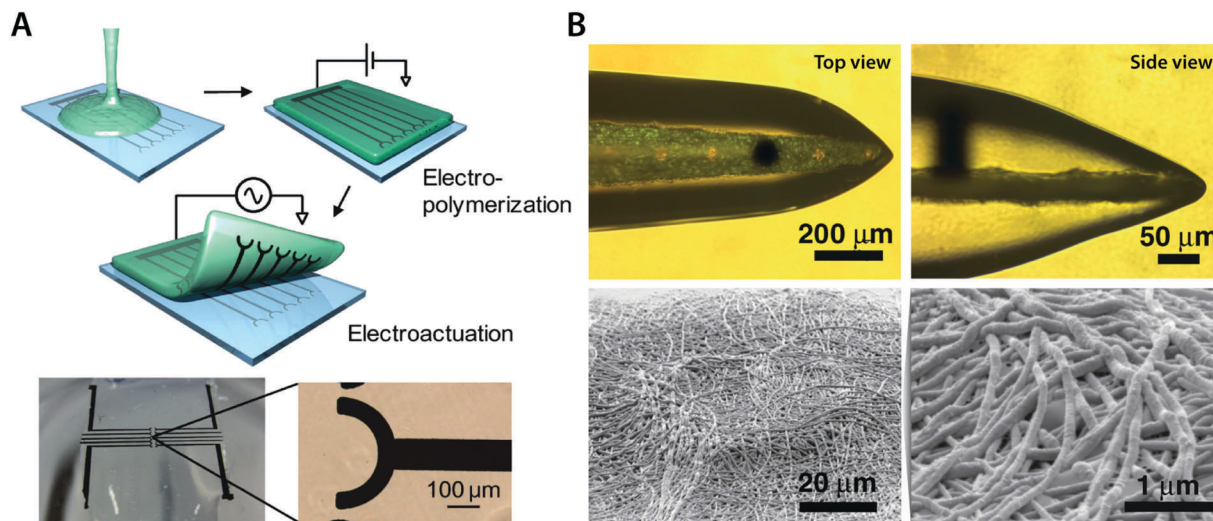 A
Electro-
polymerization
Electroactuation
100 μm
B
Top view
200 μm
Side view
50 μm
20 μm
1 μm